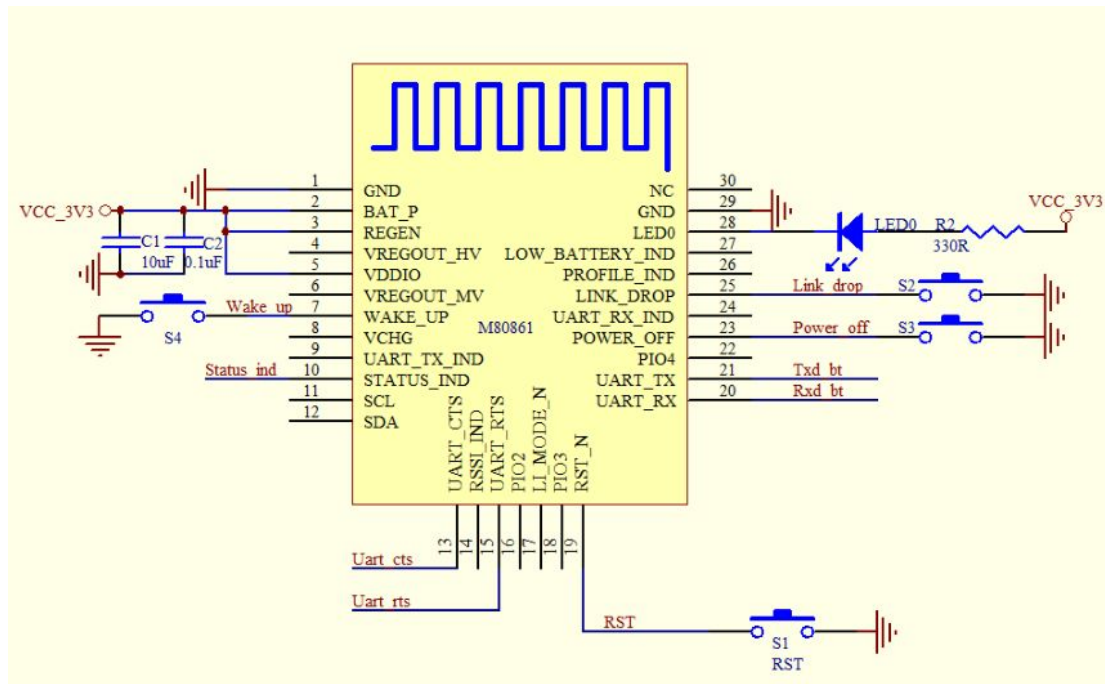 1 GND
2 BAT_P
3 REGEN
4 VREGOUT_HV
5 VDDIO
6 VREGOUT_MV
7 WAKE_UP
8 VCHG
9 UART_TX_IND
10 STATUS_IND
11 SCL
12 SDA
VCC_3V3
C1
10uF
C2
0.1uF
Wake_up
S4
Status_ind
M80861
NC 30
GND 29
LED0 28
LOW_BATTERY_IND 27
PROFILE_IND 26
LINK_DROP 25
UART_RX_IND 24
POWER_OFF 23
PIO4 22
UART_TX 21
UART_RX 20
LED0
R2
330R
VCC_3V3
Link_drop
S2
Power_off
S3
Txd_bt
Rxd_bt
UART_CTS 13
RSSI_IND 14
UART_RTS 15
PIO2 16
LI_MODE_N 17
PIO3 18
RST_N 19
Uart_cts
Uart_rts
RST
S1
RST